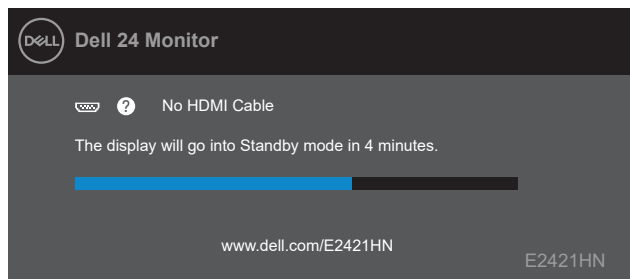 DELL Dell 24 Monitor
? No HDMI Cable
The display will go into Standby mode in 4 minutes.
www.dell.com/E2421HN
E2421HN